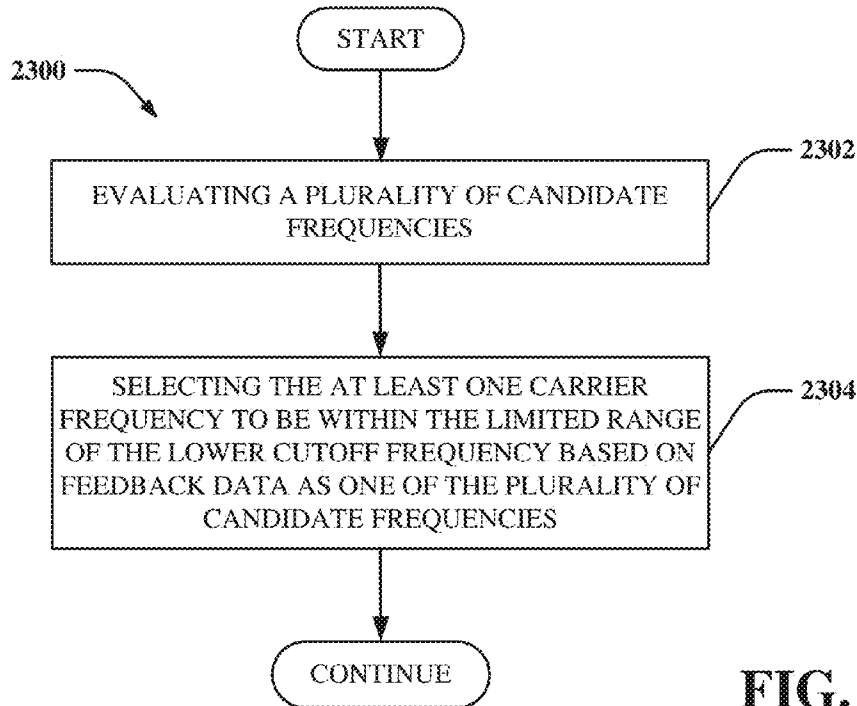 START
2300
2302
EVALUATING A PLURALITY OF CANDIDATE
FREQUENCIES
SELECTING THE AT LEAST ONE CARRIER
FREQUENCY TO BE WITHIN THE LIMITED RANGE
OF THE LOWER CUTOFF FREQUENCY BASED ON
FEEDBACK DATA AS ONE OF THE PLURALITY OF
CANDIDATE FREQUENCIES
2304
CONTINUE
FIG.